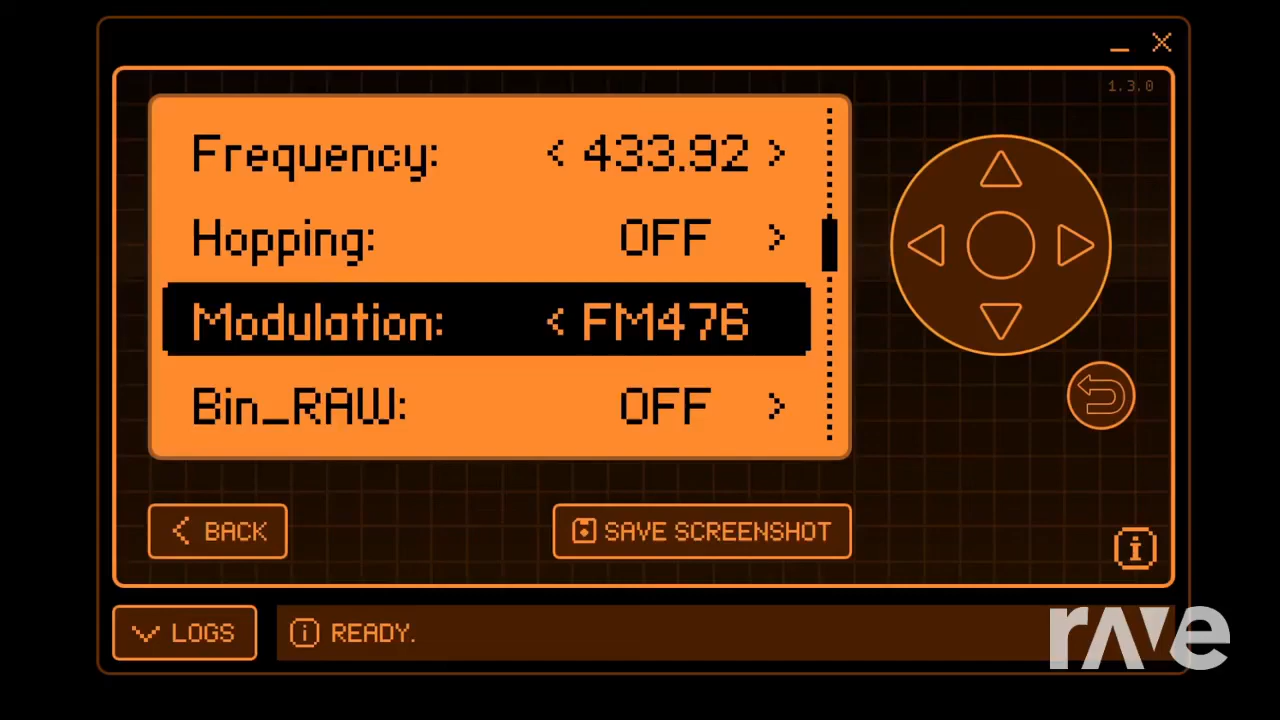 1.3.0
Frequency: < 433.92 >
Hopping: OFF >
Modulation: < FM476
Bin_RAW: OFF >
BACK
SAVE SCREENSHOT
LOGS
READY.
rave